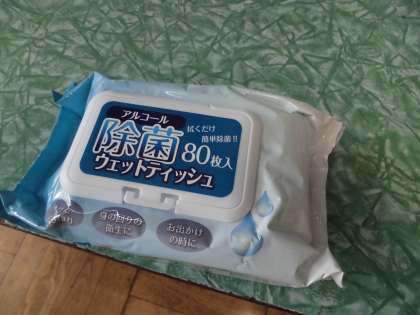 アルコール
除菌
ウェットティッシュ
拭くだけ
簡単除菌!!
80枚入
身の回りの
衛生に
お出かけ
の時に